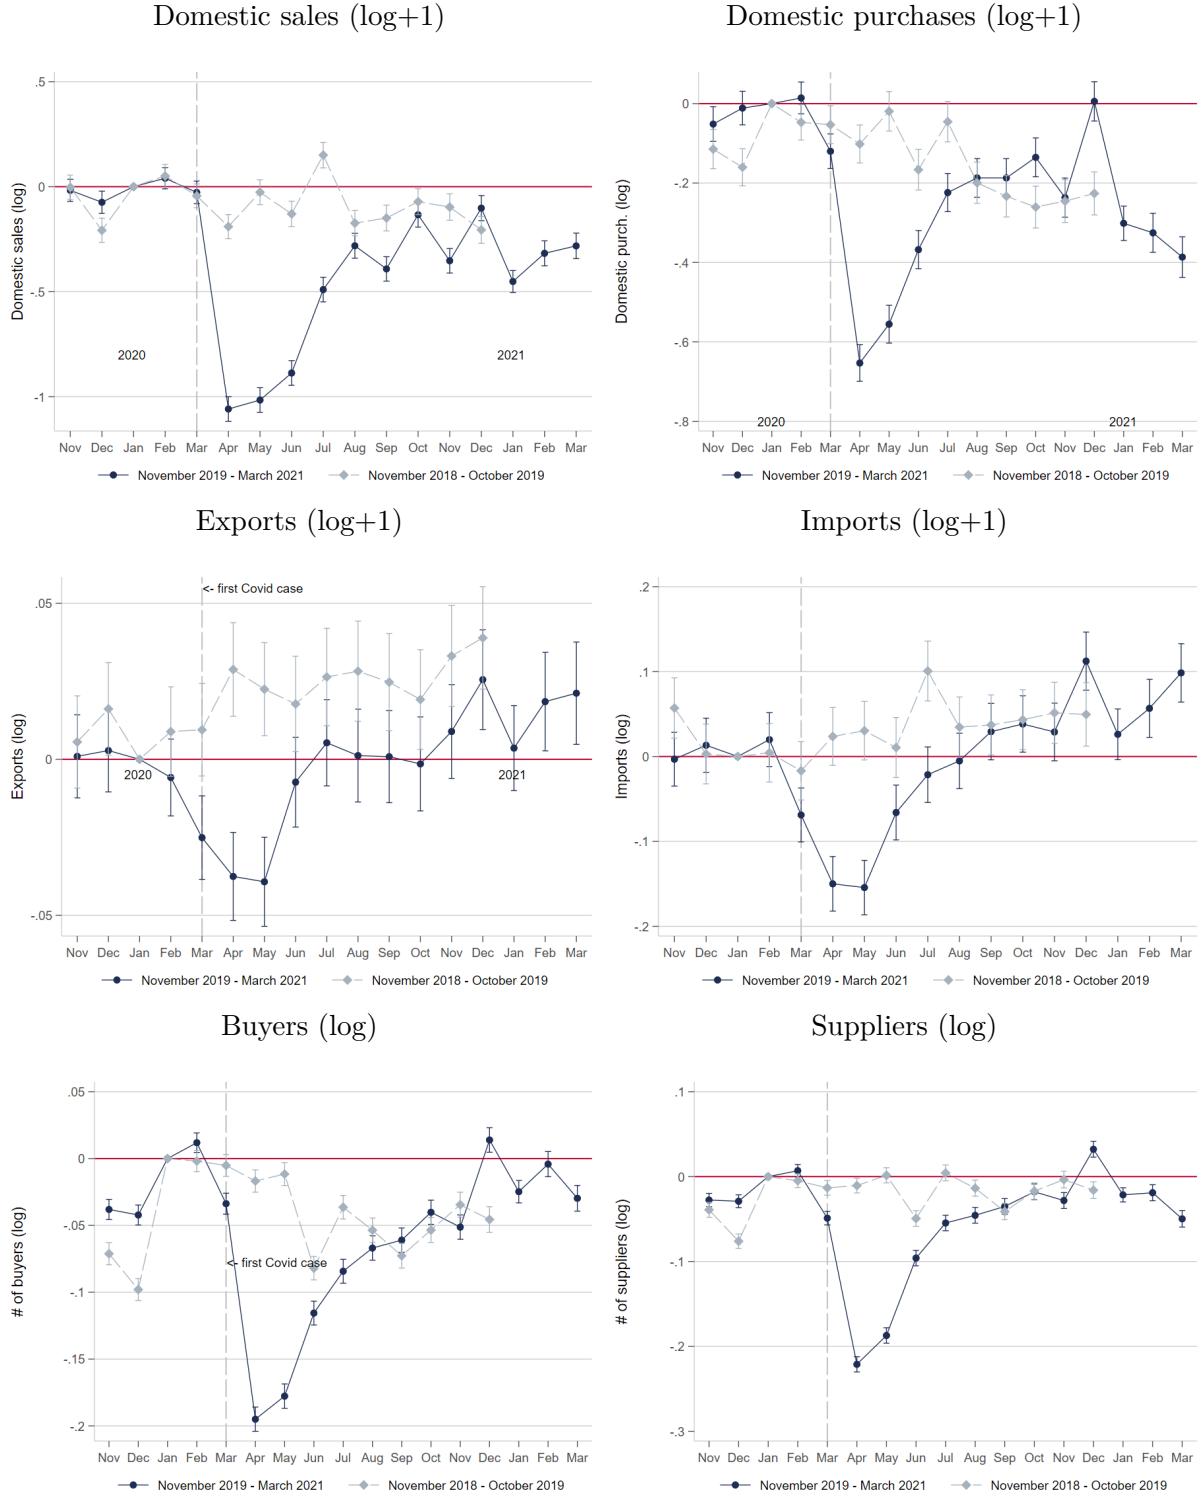 Domestic sales (log+1)
.5
0
-.5
-1
Domestic sales (log)
2020
2021
Nov Dec Jan Feb Mar Apr May Jun Jul Aug Sep Oct Nov Dec Jan Feb Mar
November 2019 - March 2021 November 2018 - October 2019
Domestic purchases (log+1)
0
-.2
-.4
-.6
-.8
Domestic purch. (log)
2020
2021
Nov Dec Jan Feb Mar Apr May Jun Jul Aug Sep Oct Nov Dec Jan Feb Mar
November 2019 - March 2021 November 2018 - October 2019
Exports (log+1)
<- first Covid case
.05
0
-.05
Exports (log)
2020
2021
Nov Dec Jan Feb Mar Apr May Jun Jul Aug Sep Oct Nov Dec Jan Feb Mar
November 2019 - March 2021 November 2018 - October 2019
Imports (log+1)
.2
.1
0
-.1
-.2
Imports (log)
Nov Dec Jan Feb Mar Apr May Jun Jul Aug Sep Oct Nov Dec Jan Feb Mar
November 2019 - March 2021 November 2018 - October 2019
Buyers (log)
.05
0
-.05
-.1
-.15
-.2
# of buyers (log)
<- first Covid case
Nov Dec Jan Feb Mar Apr May Jun Jul Aug Sep Oct Nov Dec Jan Feb Mar
November 2019 - March 2021 November 2018 - October 2019
Suppliers (log)
.1
0
-.1
-.2
-.3
# of suppliers (log)
Nov Dec Jan Feb Mar Apr May Jun Jul Aug Sep Oct Nov Dec Jan Feb Mar
November 2019 - March 2021 November 2018 - October 2019